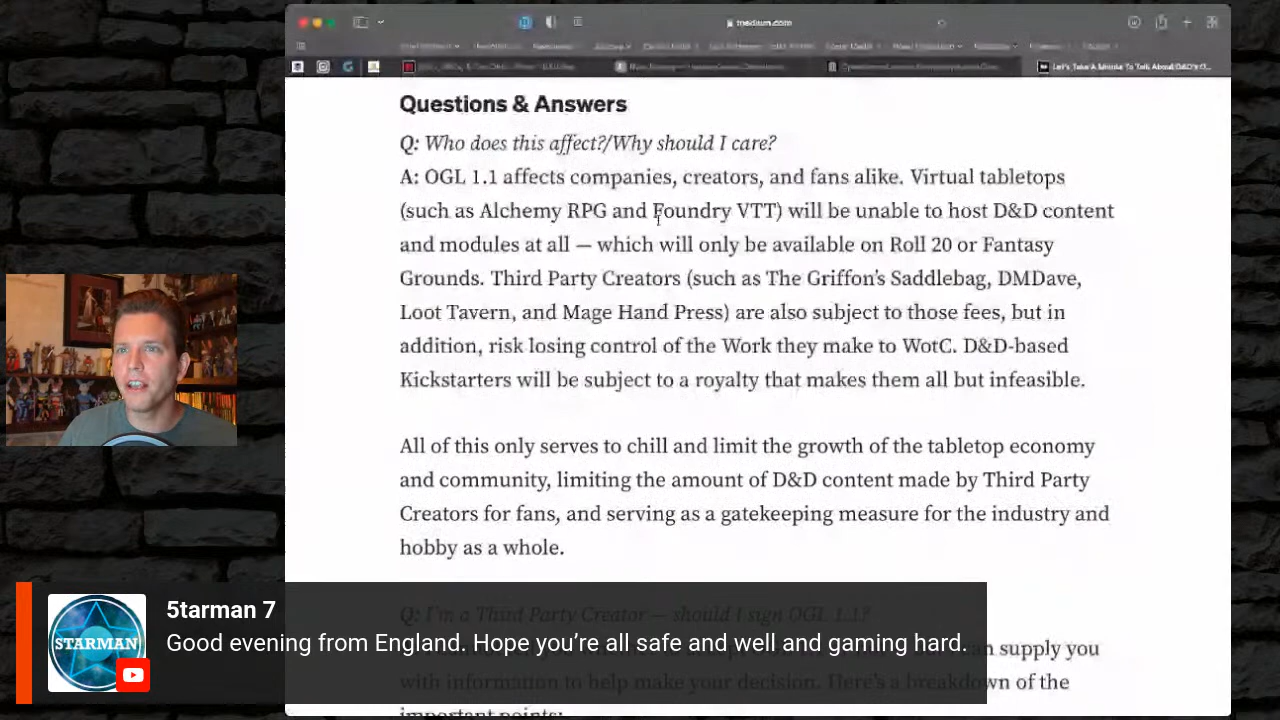 medium.com
Let's Take A Minute To Talk About D&D's O...
Questions & Answers
Q: Who does this affect?/Why should I care?
A: OGL 1.1 affects companies, creators, and fans alike. Virtual tabletops
(such as Alchemy RPG and Foundry VTT) will be unable to host D&D content
and modules at all — which will only be available on Roll 20 or Fantasy
Grounds. Third Party Creators (such as The Griffon's Saddlebag, DMDave,
Loot Tavern, and Mage Hand Press) are also subject to those fees, but in
addition, risk losing control of the Work they make to WotC. D&D-based
Kickstarters will be subject to a royalty that makes them all but infeasible.
All of this only serves to chill and limit the growth of the tabletop economy
and community, limiting the amount of D&D content made by Third Party
Creators for fans, and serving as a gatekeeping measure for the industry and
hobby as a whole.
Q: I'm a Third Party Creator — should I sign OGL 1.1?
can supply you
with information to help make your decision. Here's a breakdown of the
important points:
STARMAN
5tarman 7
Good evening from England. Hope you're all safe and well and gaming hard.